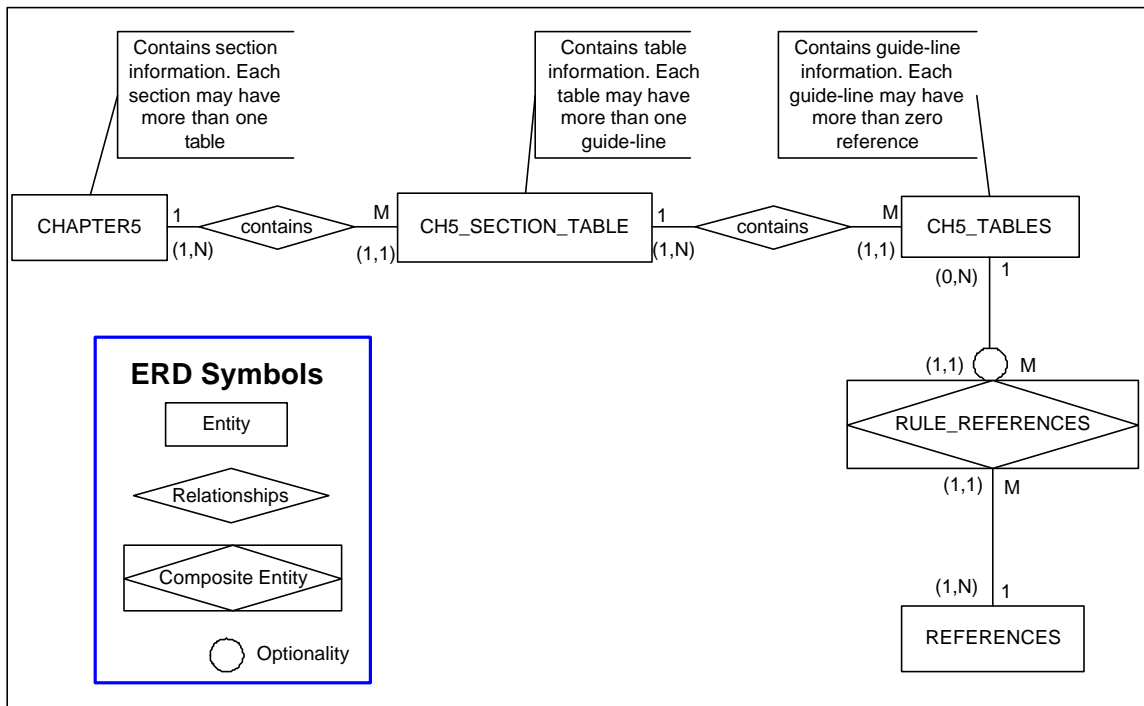 Contains section
information. Each
section may have
more than one
table
Contains table
information. Each
table may have
more than one
guide-line
Contains guide-line
information. Each
guide-line may have
more than zero
reference
CHAPTER5
1
(1,N)
contains
M
(1,1)
CH5_SECTION_TABLE
1
(1,N)
contains
M
(1,1)
CH5_TABLES
(0,N)
1
(1,1)
M
RULE_REFERENCES
(1,1)
M
(1,N)
1
REFERENCES
ERD Symbols
Entity
Relationships
Composite Entity
Optionality